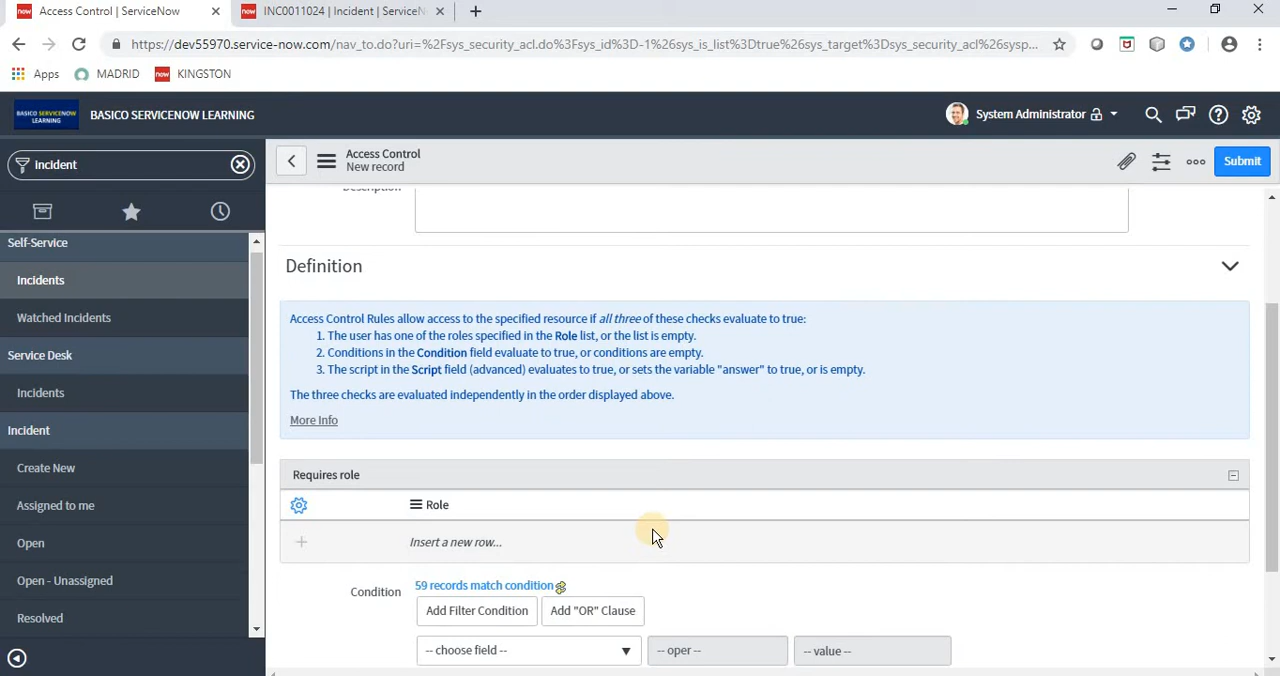 now Access Control | ServiceNow
now INC0011024 | Incident | ServiceN
https://dev55970.service-now.com/nav_to.do?uri=%2Fsys_security_acl.do%3Fsys_id%3D-1%26sys_is_list%3Dtrue%26sys_target%3Dsys_security_acl%26sysp...
Apps
MADRID
now KINGSTON
BASICO SERVICENOW
LEARNING
BASICO SERVICENOW LEARNING
System Administrator
Incident
Access Control
New record
Submit
Self-Service
Incidents
Watched Incidents
Service Desk
Incidents
Incident
Create New
Assigned to me
Open
Open - Unassigned
Resolved
Description
Definition
Access Control Rules allow access to the specified resource if all three of these checks evaluate to true:
1. The user has one of the roles specified in the Role list, or the list is empty.
2. Conditions in the Condition field evaluate to true, or conditions are empty.
3. The script in the Script field (advanced) evaluates to true, or sets the variable "answer" to true, or is empty.
The three checks are evaluated independently in the order displayed above.
More Info
Requires role
Role
Insert a new row...
Condition
59 records match condition
Add Filter Condition
Add "OR" Clause
-- choose field --
-- oper --
-- value --